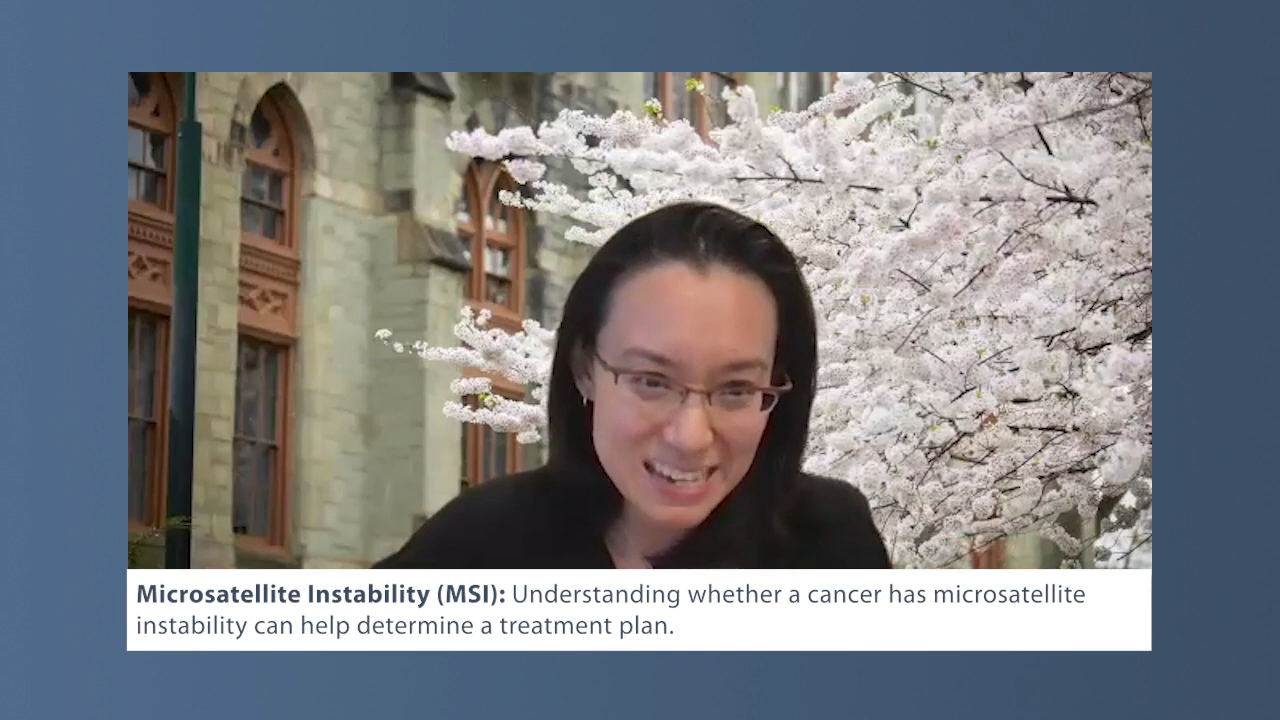 Microsatellite Instability (MSI): Understanding whether a cancer has microsatellite
instability can help determine a treatment plan.